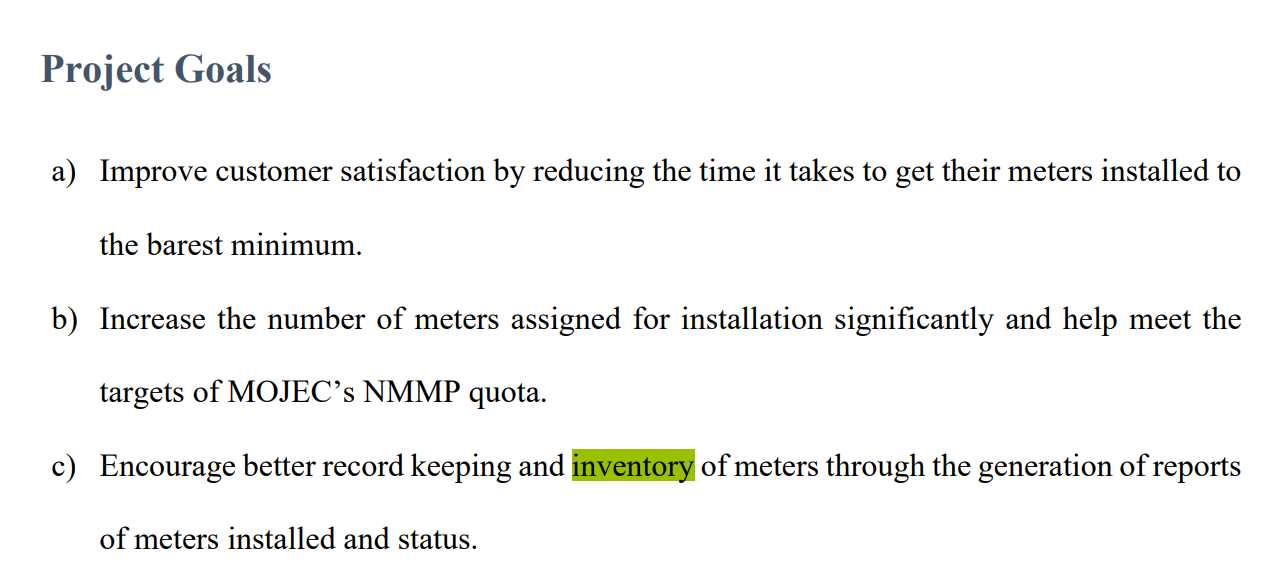 Project Goals
a) Improve customer satisfaction by reducing the time it takes to get their meters installed to
the barest minimum.
b) Increase the number of meters assigned for installation significantly and help meet the
targets of MOJEC’s NMMP quota.
c) Encourage better record keeping and inventory of meters through the generation of reports
of meters installed and status.